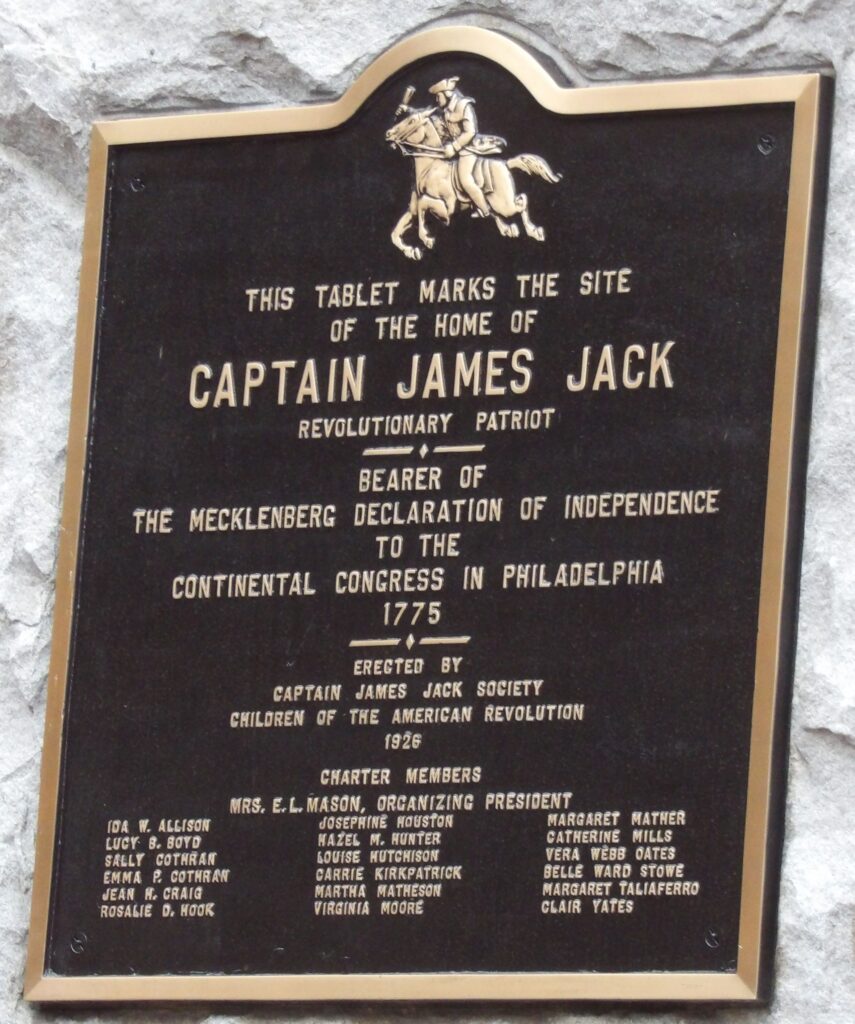 THIS TABLET MARKS THE SITE
OF THE HOME OF
CAPTAIN JAMES JACK
REVOLUTIONARY PATRIOT
BEARER OF
THE MECKLENBERG DECLARATION OF INDEPENDENCE
TO THE
CONTINENTAL CONGRESS IN PHILADELPHIA
1775
ERECTED BY
CAPTAIN JAMES JACK SOCIETY
CHILDREN OF THE AMERICAN REVOLUTION
1926
CHARTER MEMBERS
MRS. E.L. MASON, ORGANIZING PRESIDENT
IDA W. ALLISON
LUCY B. BOYD
SALLY COTHRAN
EMMA P. COTHRAN
JEAN H. CRAIG
ROSALIE D. HOOK
JOSEPHINE HOUSTON
HAZEL M. HUNTER
LOUISE HUTCHISON
CARRIE KIRKPATRICK
MARTHA MATHESON
VIRGINIA MOORE
MARGARET MATHER
CATHERINE MILLS
VERA WEBB OATES
BELLE WARD STOWE
MARGARET TALIAFERRO
CLAIR YATES